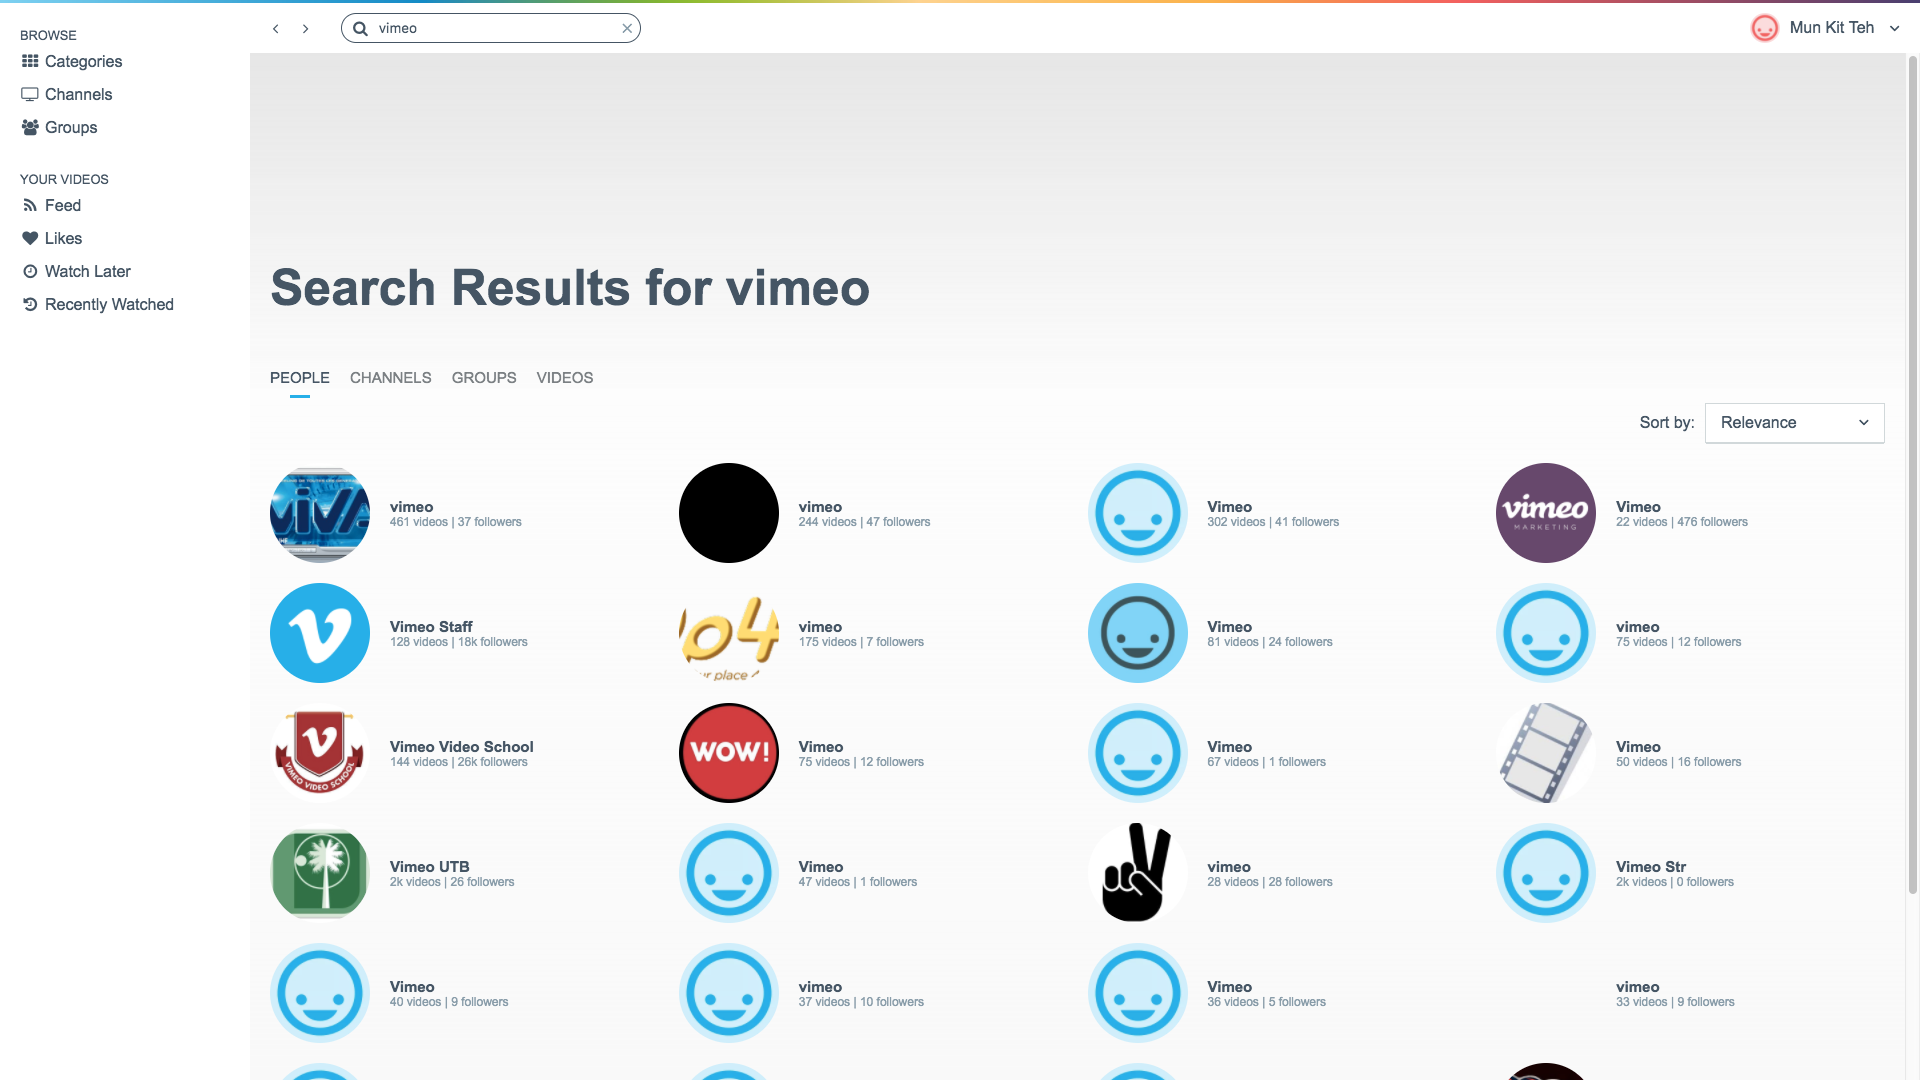 BROWSE
Categories
Channels
Groups
YOUR VIDEOS
Feed
Likes
Watch Later
Recently Watched
vimeo
Mun Kit Teh
Search Results for vimeo
PEOPLE CHANNELS GROUPS VIDEOS
Sort by: Relevance
vimeo
461 videos | 37 followers
vimeo
244 videos | 47 followers
Vimeo
302 videos | 41 followers
vimeo
MARKETING
Vimeo
22 videos | 476 followers
Vimeo Staff
128 videos | 18k followers
vimeo
175 videos | 7 followers
Vimeo
81 videos | 24 followers
vimeo
75 videos | 12 followers
VIMEO VIDEO SCHOOL
Vimeo Video School
144 videos | 26k followers
WOW!
Vimeo
75 videos | 12 followers
Vimeo
67 videos | 1 followers
Vimeo
50 videos | 16 followers
Vimeo UTB
2k videos | 26 followers
Vimeo
47 videos | 1 followers
vimeo
28 videos | 28 followers
Vimeo Str
2k videos | 0 followers
Vimeo
40 videos | 9 followers
vimeo
37 videos | 10 followers
Vimeo
36 videos | 5 followers
vimeo
33 videos | 9 followers